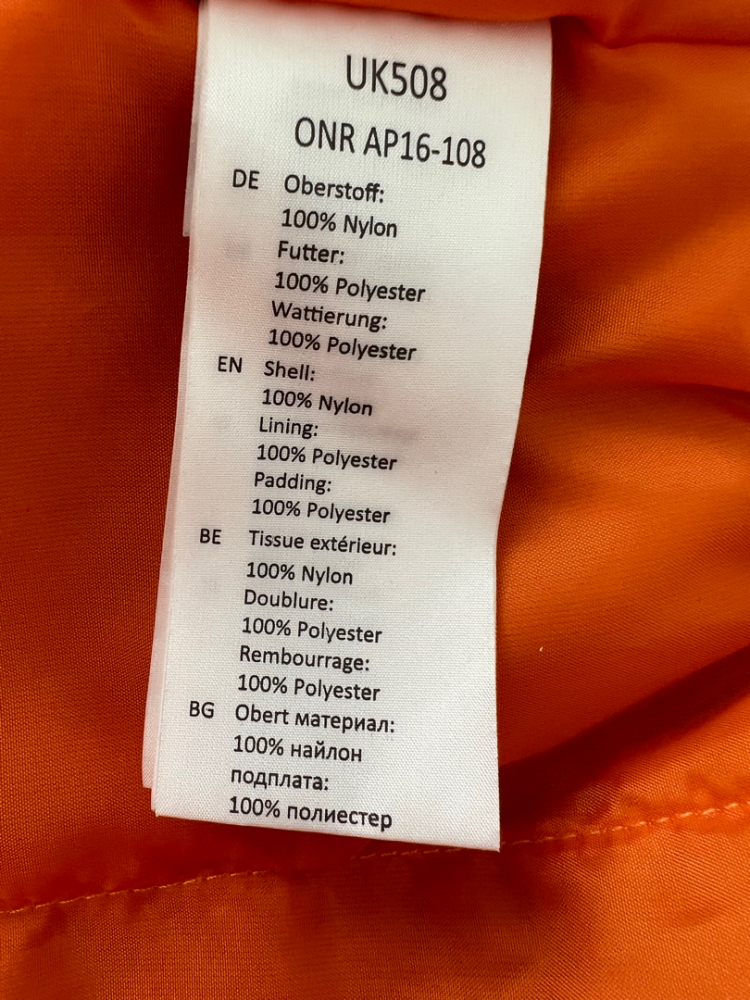 UK508
ONR AP16-108
DE Oberstoff:
100% Nylon
Futter:
100% Polyester
Wattierung:
100% Polyester
EN Shell:
100% Nylon
Lining:
100% Polyester
Padding:
100% Polyester
BE Tissue extérieur:
100% Nylon
Doublure:
100% Polyester
Rembourrage:
100% Polyester
BG Obert материал:
100% найлон
подплата:
100% полиестер